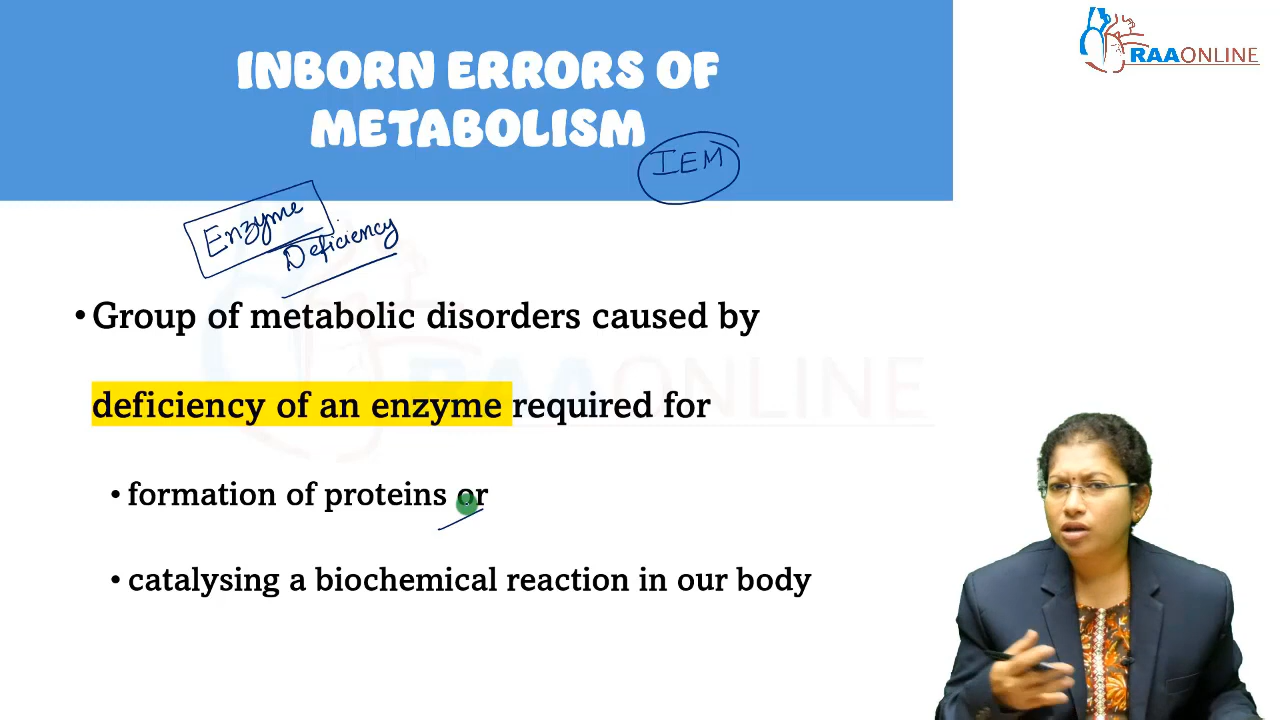 RAAONLINE
INBORN ERRORS OF
METABOLISM
IEM
Enzyme
Deficiency
• Group of metabolic disorders caused by
deficiency of an enzyme required for
• formation of proteins or
• catalysing a biochemical reaction in our body
RAAONLINE